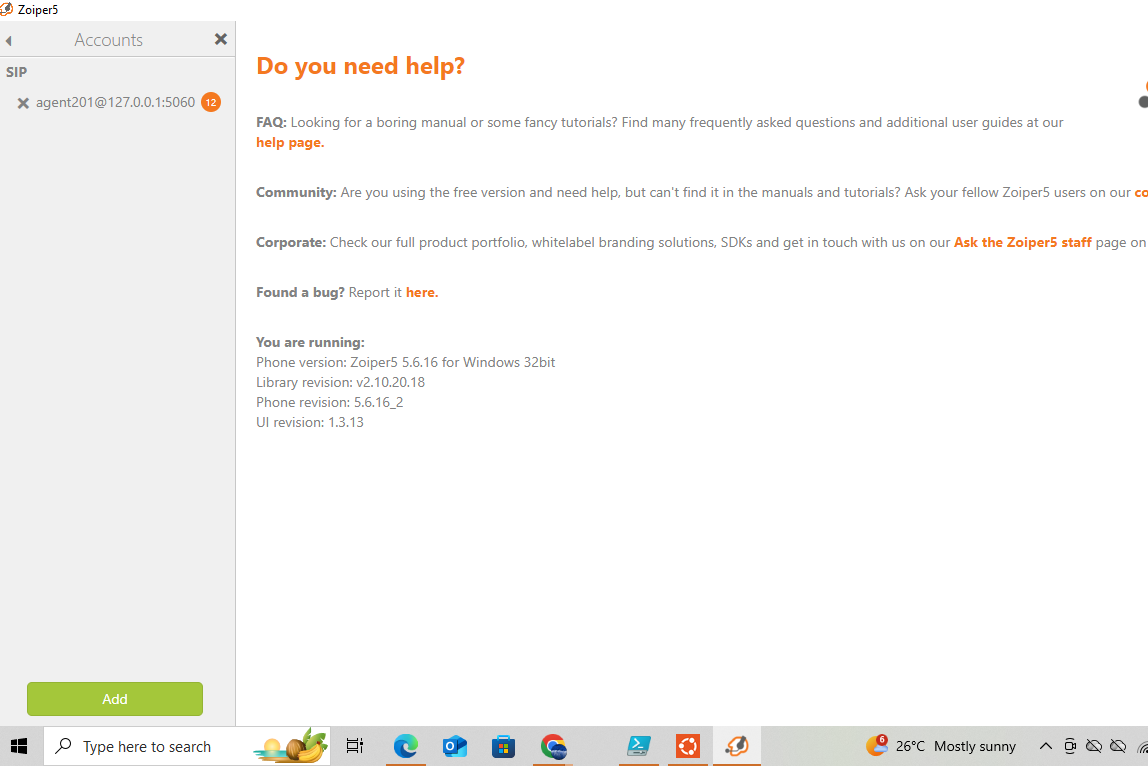 Zoiper5
Accounts
SIP
agent201@127.0.0.1:5060 12
Do you need help?
FAQ: Looking for a boring manual or some fancy tutorials? Find many frequently asked questions and additional user guides at our
help page.
Community: Are you using the free version and need help, but can't find it in the manuals and tutorials? Ask your fellow Zoiper5 users on our co
Corporate: Check our full product portfolio, whitelabel branding solutions, SDKs and get in touch with us on our Ask the Zoiper5 staff page on
Found a bug? Report it here.
You are running:
Phone version: Zoiper5 5.6.16 for Windows 32bit
Library revision: v2.10.20.18
Phone revision: 5.6.16_2
UI revision: 1.3.13
Add
Type here to search
6
26°C Mostly sunny